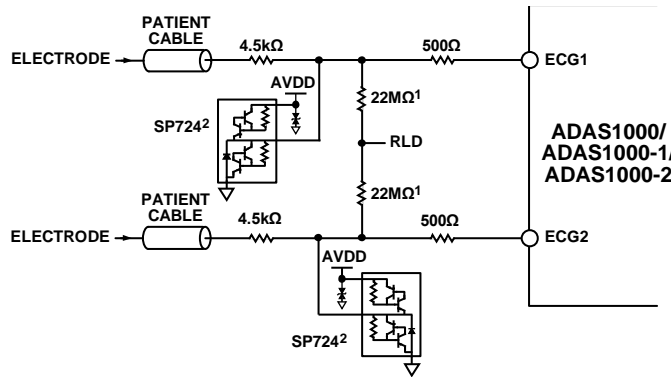 PATIENT
CABLE
ELECTRODE
4.5kΩ
500Ω
ECG1
AVDD
22MΩ1
SP7242
RLD
ADAS1000/
ADAS1000-1/
ADAS1000-2
22MΩ1
PATIENT
CABLE
4.5kΩ
500Ω
ELECTRODE
ECG2
AVDD
SP7242